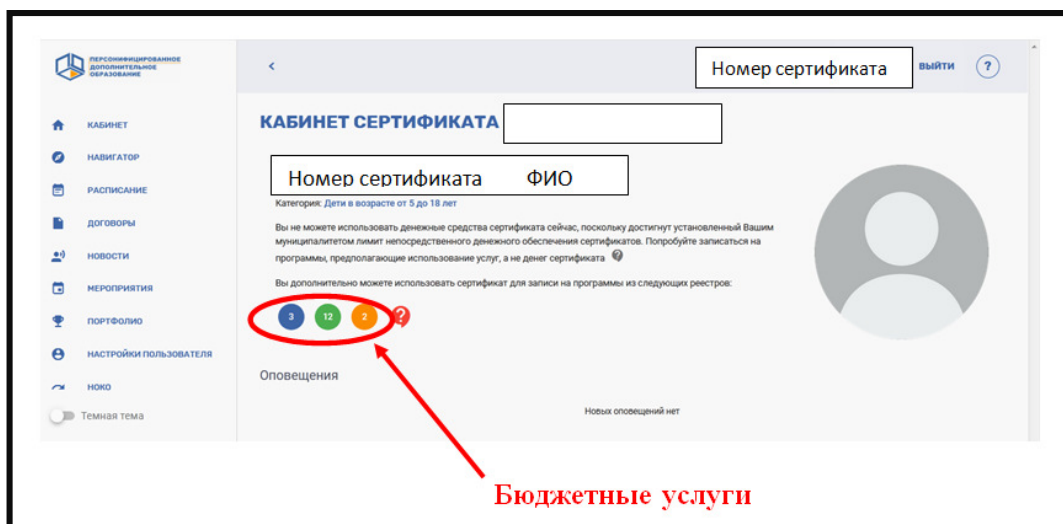 ПЕРСОНИФИЦИРОВАННОЕ
ДОПОЛНИТЕЛЬНОЕ
ОБРАЗОВАНИЕ
<
Номер сертификата
ВЫЙТИ
?
КАБИНЕТ
НАВИГАТОР
РАСПИСАНИЕ
ДОГОВОРЫ
НОВОСТИ
МЕРОПРИЯТИЯ
ПОРТФОЛИО
НАСТРОЙКИ ПОЛЬЗОВАТЕЛЯ
НОКО
Темная тема
КАБИНЕТ СЕРТИФИКАТА
Номер сертификата ФИО
Категория: Дети в возрасте от 5 до 18 лет
Вы не можете использовать денежные средства сертификата сейчас, поскольку достигнут установленный Вашим
муниципалитетом лимит непосредственного денежного обеспечения сертификатов. Попробуйте записаться на
программы, предполагающие использование услуг, а не денег сертификата ?
Вы дополнительно можете использовать сертификат для записи на программы из следующих реестров:
3 12 2 ?
Оповещения
Новых оповещений нет
Бюджетные услуги